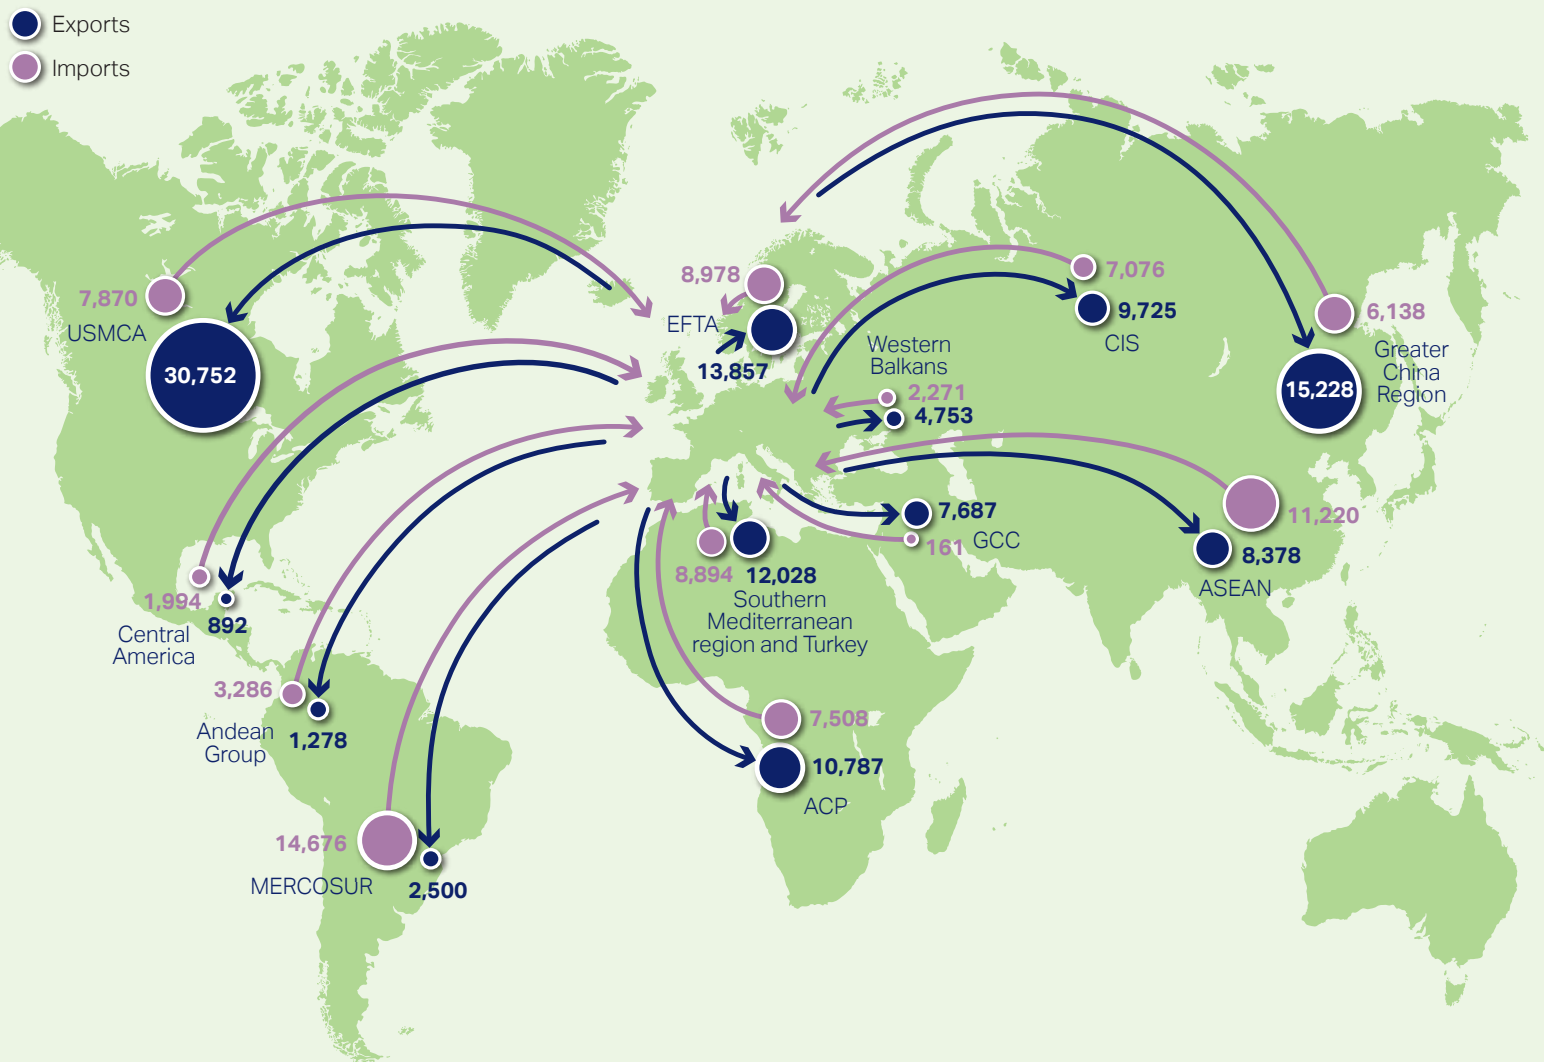 Exports
Imports
7,870
USMCA
30,752
8,978
EFTA
13,857
7,076
9,725
CIS
6,138
Greater
China
Region
15,228
Western
Balkans
2,271
4,753
11,220
8,378
ASEAN
7,687
161
GCC
8,894
12,028
Southern
Mediterranean
region and Turkey
1,994
892
Central
America
3,286
Andean
Group
1,278
7,508
10,787
ACP
14,676
MERCOSUR
2,500